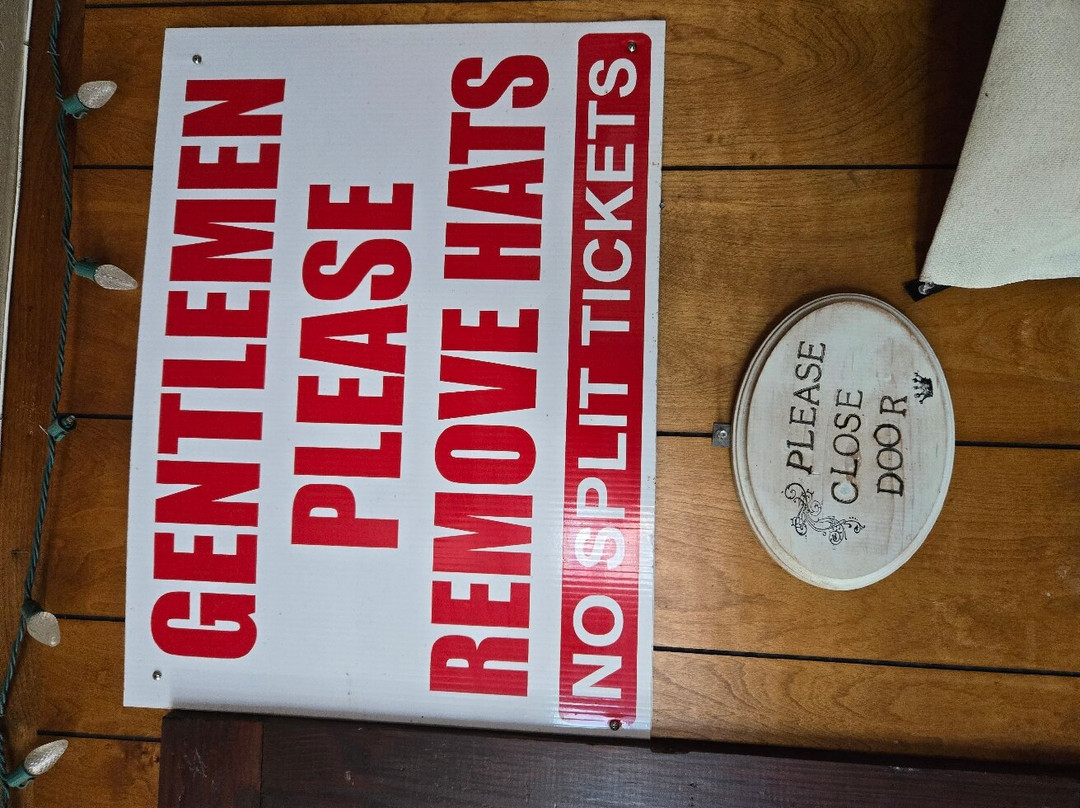 GENTLEMEN
PLEASE
REMOVE HATS
NO SPLIT TICKETS
PLEASE
CLOSE
DOOR